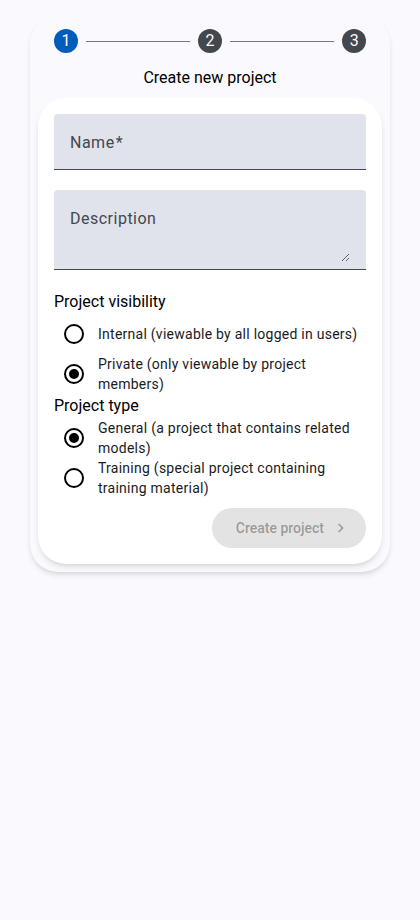 1 2 3
Create new project
Name*
Description
Project visibility
Internal (viewable by all logged in users)
Private (only viewable by project
members)
Project type
General (a project that contains related
models)
Training (special project containing
training material)
Create project